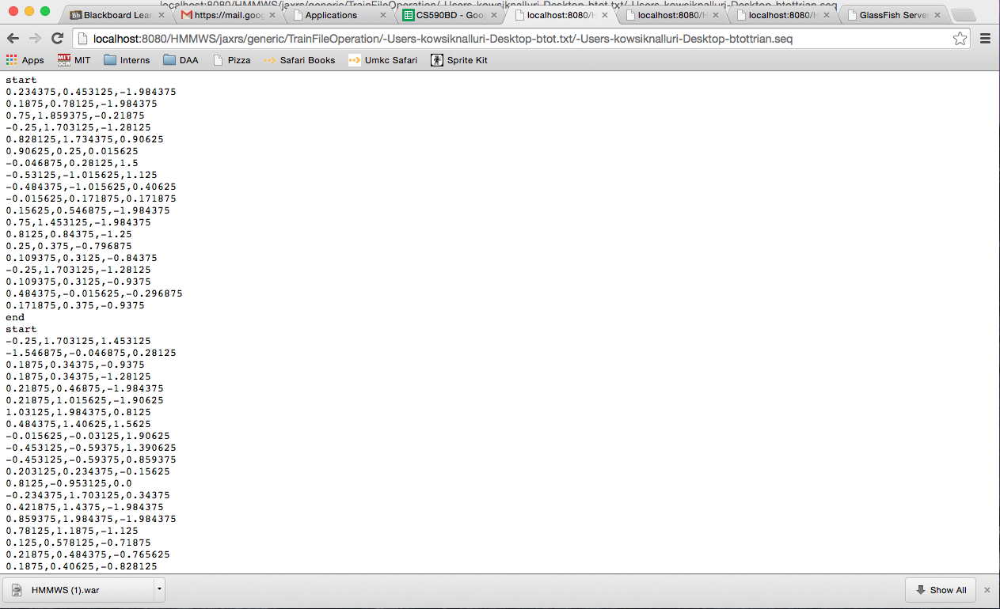 localhost:8080/HMMWS/jaxrs/generic/TrainFileOperation/-Users-kowsiknalluri-Desktop-btot.txt/-Users-kowsiknalluri-Desktop-btottrian.seq
Bb Blackboard Lear
https://mail.goog
Applications
CS590BD - Goog
localhost:8080/H
localhost:8080/H
localhost:8080/H
GlassFish Server
localhost:8080/HMMWS/jaxrs/generic/TrainFileOperation/-Users-kowsiknalluri-Desktop-btot.txt/-Users-kowsiknalluri-Desktop-btottrian.seq
Apps MIT OCW MIT Interns DAA Pizza Safari Books Umkc Safari Sprite Kit
start
0.234375,0.453125,-1.984375
0.1875,0.78125,-1.984375
0.75,1.859375,-0.21875
-0.25,1.703125,-1.28125
0.828125,1.734375,0.90625
0.90625,0.25,0.015625
-0.046875,0.28125,1.5
-0.53125,-1.015625,1.125
-0.484375,-1.015625,0.40625
-0.015625,0.171875,0.171875
0.15625,0.546875,-1.984375
0.75,1.453125,-1.984375
0.8125,0.84375,-1.25
0.25,0.375,-0.796875
0.109375,0.3125,-0.84375
-0.25,1.703125,-1.28125
0.109375,0.3125,-0.9375
0.484375,-0.015625,-0.296875
0.171875,0.375,-0.9375
end
start
-0.25,1.703125,1.453125
-1.546875,-0.046875,0.28125
0.1875,0.34375,-0.9375
0.1875,0.34375,-1.28125
0.21875,0.46875,-1.984375
0.21875,1.015625,-1.90625
1.03125,1.984375,0.8125
0.484375,1.40625,1.5625
-0.015625,-0.03125,1.90625
-0.453125,-0.59375,1.390625
-0.453125,-0.59375,0.859375
0.203125,0.234375,-0.15625
0.8125,-0.953125,0.0
-0.234375,1.703125,0.34375
0.421875,1.4375,-1.984375
0.859375,1.984375,-1.984375
0.78125,1.1875,-1.125
0.125,0.578125,-0.71875
0.21875,0.484375,-0.765625
0.1875,0.40625,-0.828125
HMMWS (1).war
Show All